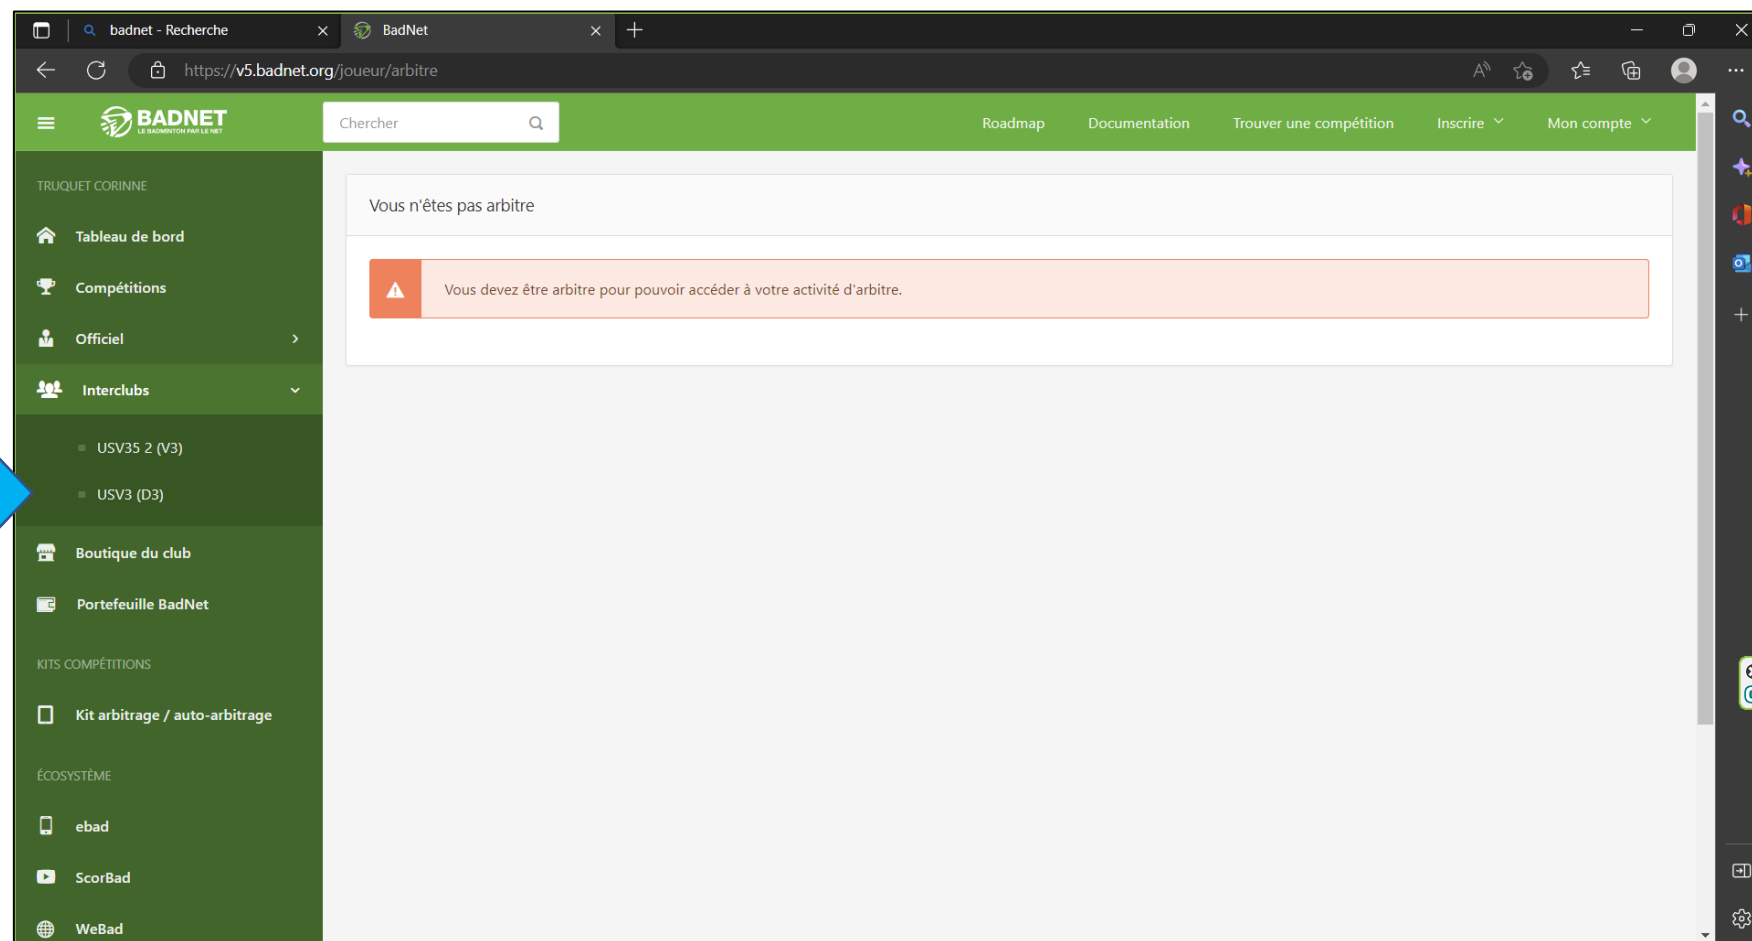 badnet - Recherche
BadNet
https://v5.badnet.org/joueur/arbitre
BADNET
LE BADMINTON PAR LE NET
Chercher
Roadmap
Documentation
Trouver une compétition
Inscrire
Mon compte
TRUQUET CORINNE
Tableau de bord
Compétitions
Officiel
Interclubs
USV35 2 (V3)
USV3 (D3)
Boutique du club
Portefeuille BadNet
KITS COMPÉTITIONS
Kit arbitrage / auto-arbitrage
ÉCOSYSTÈME
ebad
ScorBad
WeBad
Vous n'êtes pas arbitre
Vous devez être arbitre pour pouvoir accéder à votre activité d'arbitre.